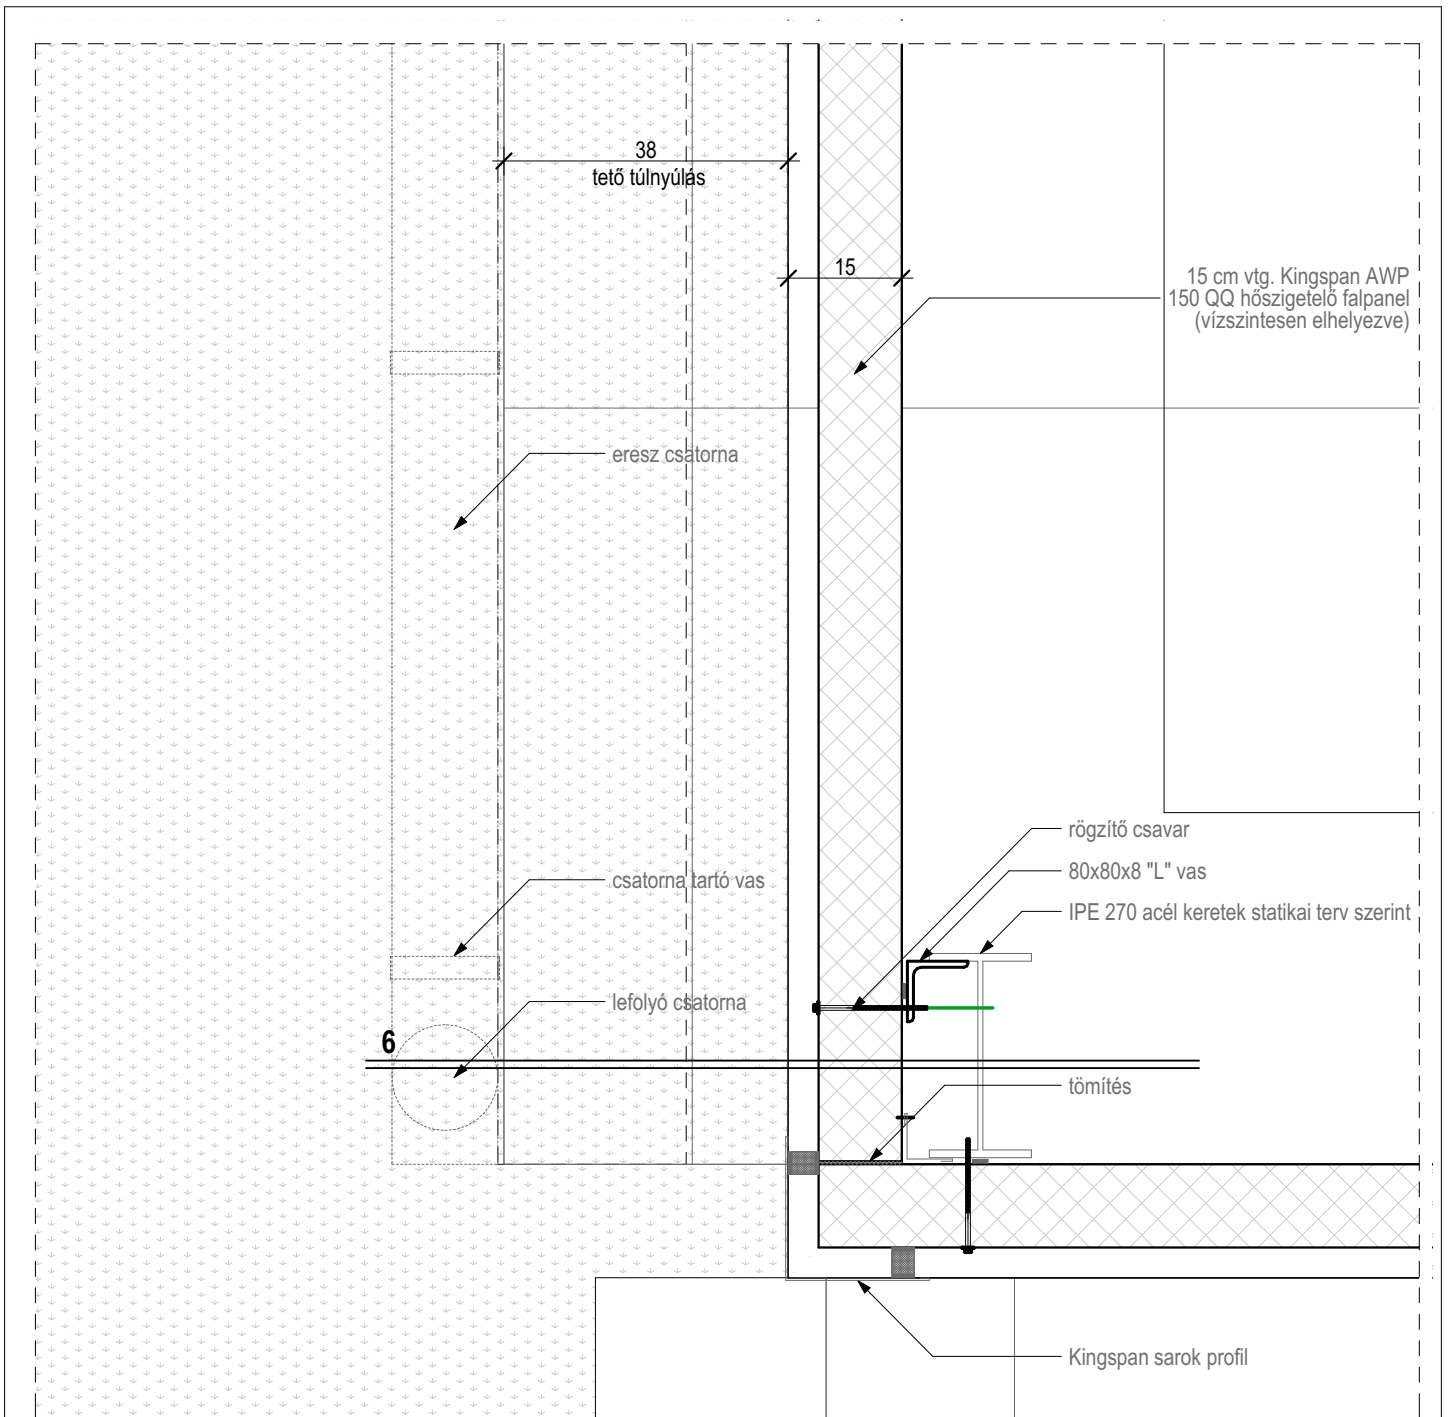 38
tető túlnyúlás
15
15 cm vtg. Kingspan AWP
150 QQ hőszigetelő falpanel
(vízszintesen elhelyezve)
eresz csatorna
rögzítő csavar
80x80x8 "L" vas
csatorna tartó vas
IPE 270 acél keretek statikai terv szerint
lefolyó csatorna
6
tömítés
Kingspan sarok profil